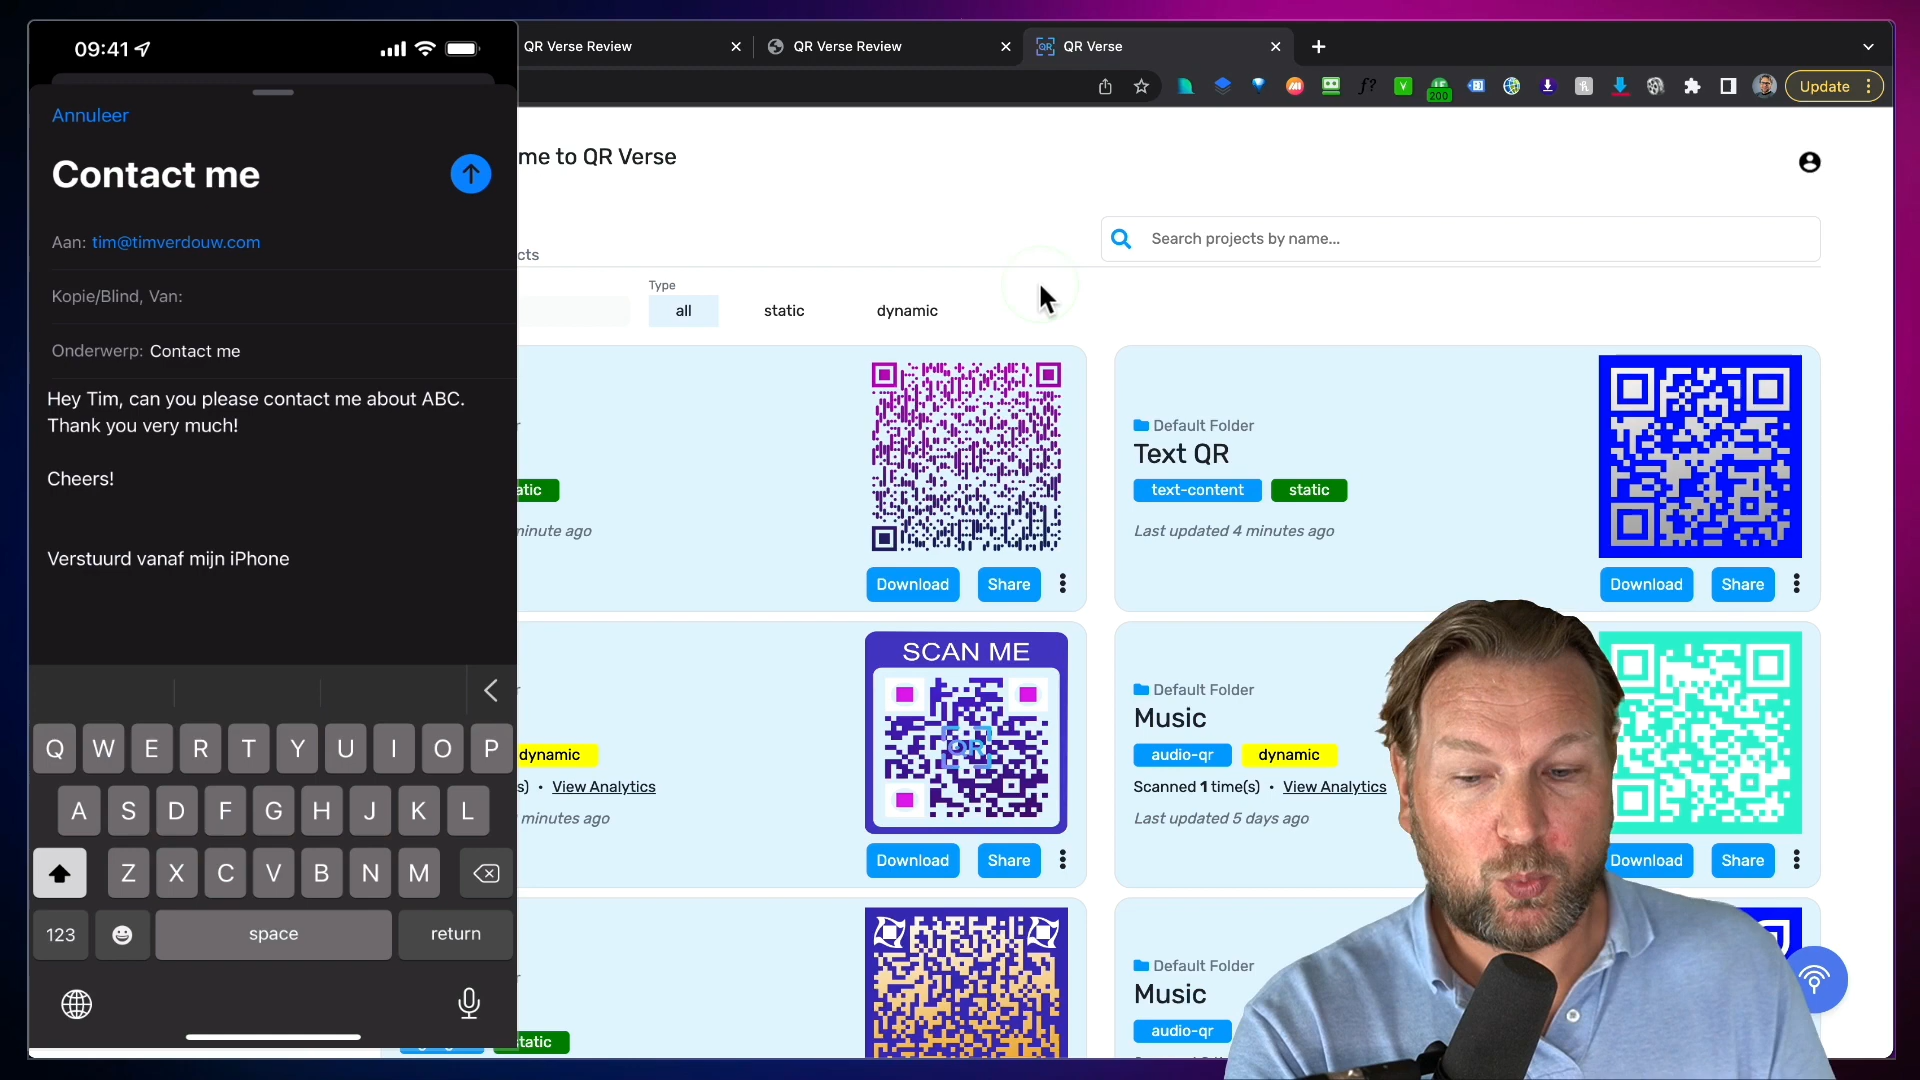 09:41
Annuleer
Contact me
Aan: tim@timverdouw.com
Kopie/Blind, Van:
Onderwerp: Contact me
Hey Tim, can you please contact me about ABC.
Thank you very much!
Cheers!
Verstuurd vanaf mijn iPhone
Q W E R T Y U I O P
A S D F G H J K L
Z X C V B N M
123 space return
QR Verse Review
QR Verse Review
QR Verse
200
Update
me to QR Verse
cts
Search projects by name...
Type
all static dynamic
atic
minute ago
Download Share
Default Folder
Text QR
text-content static
Last updated 4 minutes ago
Download Share
SCAN ME
QR
dynamic
s) • View Analytics
minutes ago
Download Share
Default Folder
Music
audio-qr dynamic
Scanned 1 time(s) • View Analytics
Last updated 5 days ago
Download Share
tatic
Default Folder
Music
audio-qr